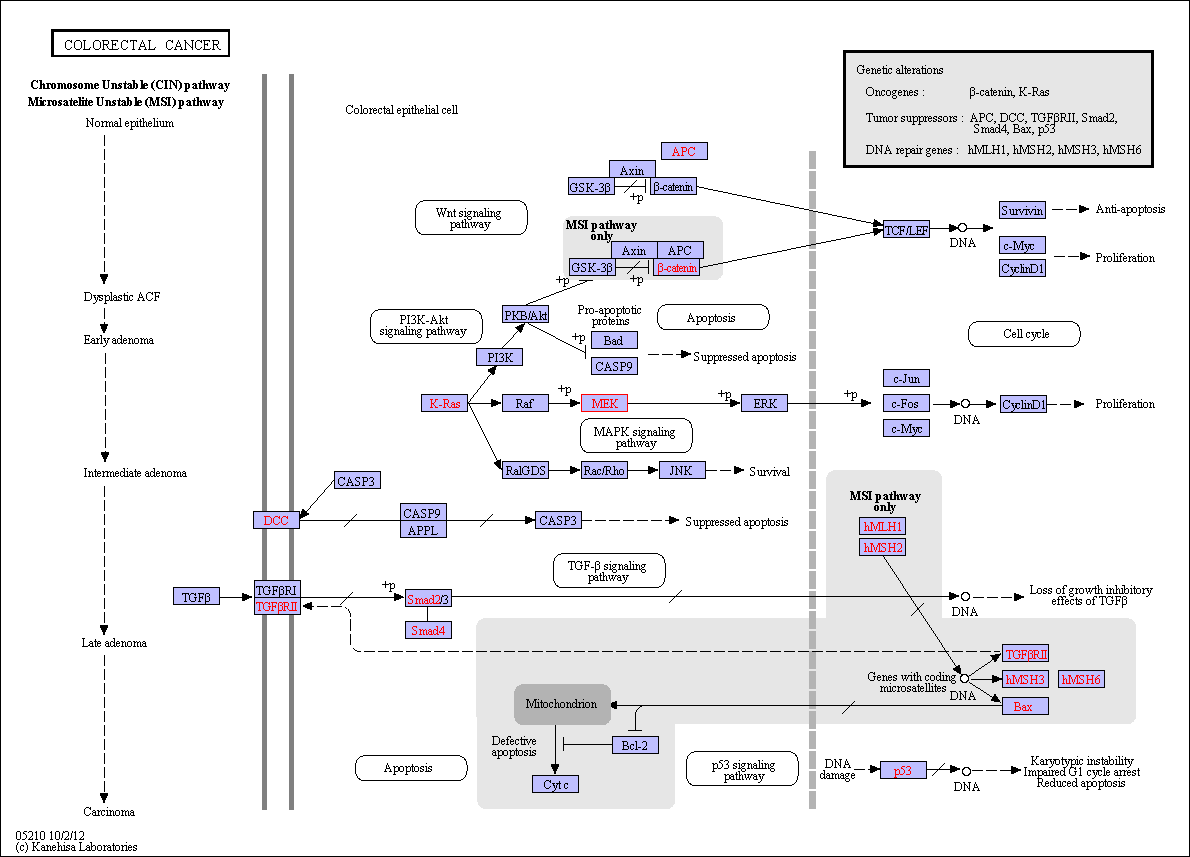 COLORECTAL CANCER
Chromosome Unstable (CIN) pathway
Microsatelite Unstable (MSI) pathway
Normal epithelium
Dysplastic ACF
Early adenoma
Intermediate adenoma
Late adenoma
Carcinoma
05210 10/2/12
(c) Kanehisa Laboratories
Colorectal epithelial cell
Genetic alterations
Oncogenes : β-catenin, K-Ras
Tumor suppressors : APC, DCC, TGFβRII, Smad2,
Smad4, Bax, p53
DNA repair genes : hMLH1, hMSH2, hMSH3, hMSH6
APC
Axin
GSK-3β
β-catenin
+p
Wnt signaling
pathway
MSI pathway
only
Axin
APC
GSK-3β
β-catenin
+p
+p
TCF/LEF
DNA
Survivin
Anti-apoptosis
c-Myc
CyclinD1
Proliferation
PI3K-Akt
signaling pathway
PKB/Akt
Pro-apoptotic
proteins
+p
Bad
CASP9
Suppressed apoptosis
Apoptosis
Cell cycle
PI3K
K-Ras
Raf
+p
MEK
+p
ERK
+p
c-Jun
c-Fos
c-Myc
DNA
CyclinD1
Proliferation
MAPK signaling
pathway
RalGDS
Rac/Rho
JNK
Survival
CASP3
DCC
CASP9
APPL
CASP3
Suppressed apoptosis
MSI pathway
only
hMLH1
hMSH2
TGF-β signaling
pathway
TGFβ
TGFβRI
TGFβRII
+p
Smad2/3
Smad4
DNA
Loss of growth inhibitory
effects of TGFβ
Genes with coding
microsatellites
DNA
TGFβRII
hMSH3
hMSH6
Bax
Mitochondrion
Defective
apoptosis
Bcl-2
Cyt c
Apoptosis
p53 signaling
pathway
DNA
damage
p53
DNA
Karyotypic instability
Impaired G1 cycle arrest
Reduced apoptosis